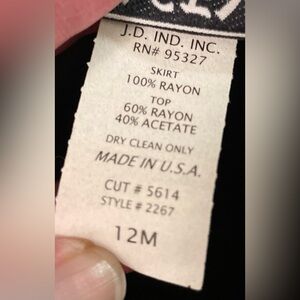 J.D. IND. INC.
RN# 95327
SKIRT
100% RAYON
TOP
60% RAYON
40% ACETATE
DRY CLEAN ONLY
MADE IN U.S.A.
CUT # 5614
STYLE # 2267
12M